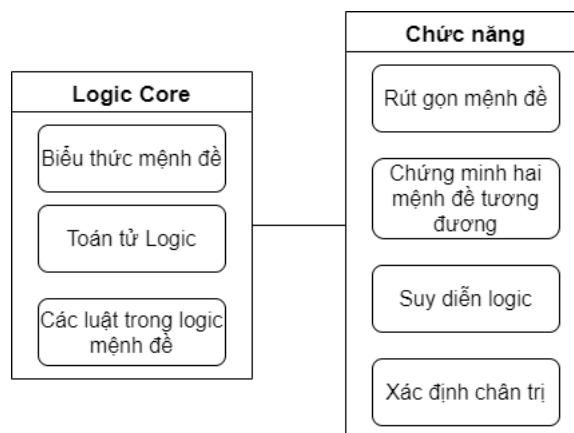 Logic Core
Biểu thức mệnh đề
Toán tử Logic
Các luật trong logic
mệnh đề
Chức năng
Rút gọn mệnh đề
Chứng minh hai
mệnh đề tương
đương
Suy diễn logic
Xác định chân trị